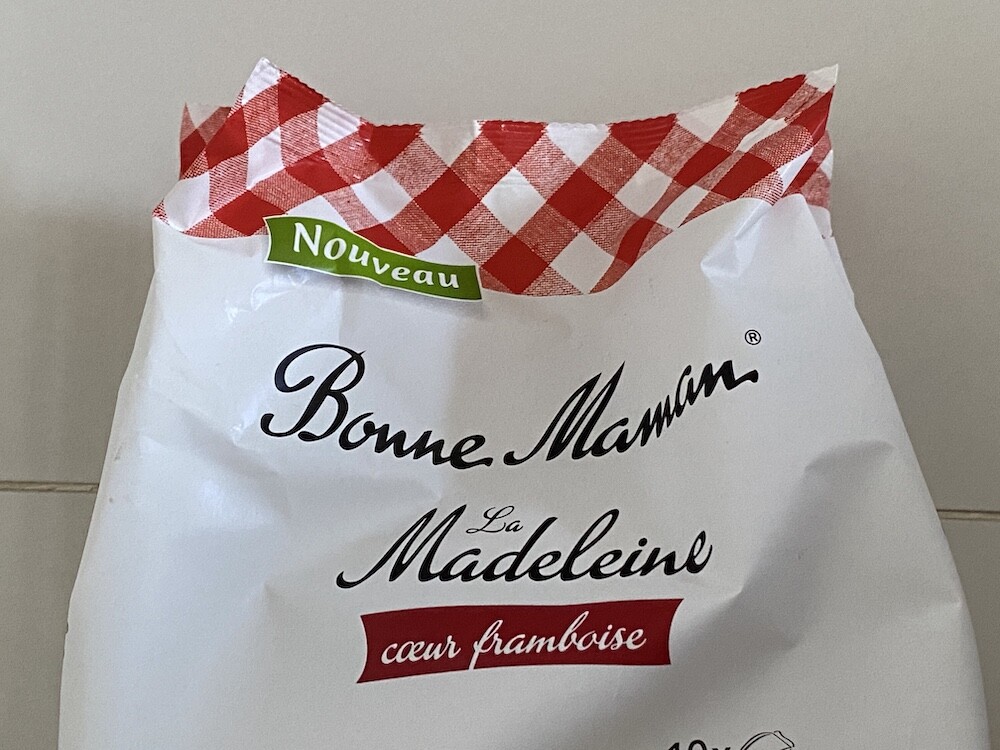 Nouveau
Bonne Maman®
La
Madeleine
cœur framboise